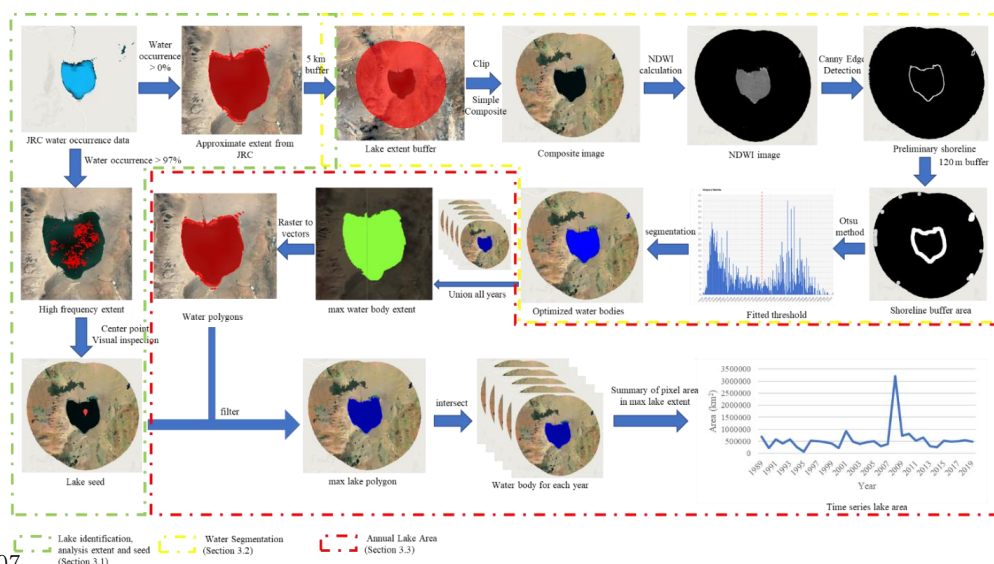 Water
occurrence
> 0%
5 km
buffer
Clip
Simple
Composite
NDWI
calculation
Canny Edge
Detection
JRC water occurrence data
Approximate extent from
JRC
Lake extent buffer
Composite image
NDWI image
Preliminary shoreline
Water occurrence > 97%
120 m buffer
Raster to
vectors
Union all years
segmentation
Otsu
method
High frequency extent
Water polygons
max water body extent
Optimized water bodies
Fitted threshold
Shoreline buffer area
Center point
Visual inspection
filter
intersect
Summary of pixel area
in max lake extent
Lake seed
max lake polygon
Water body for each
year
3500000
3000000
2500000
2000000
1500000
1000000
500000
0
Area (km²)
1989 1991 1993 1995 1997 1999 2001 2003 2005 2007 2009 2011 2013 2015 2017 2019
Year
Time series lake area
Lake identification,
analysis extent and seed
(Section 3.1)
Water Segmentation
(Section 3.2)
Annual Lake Area
(Section 3.3)